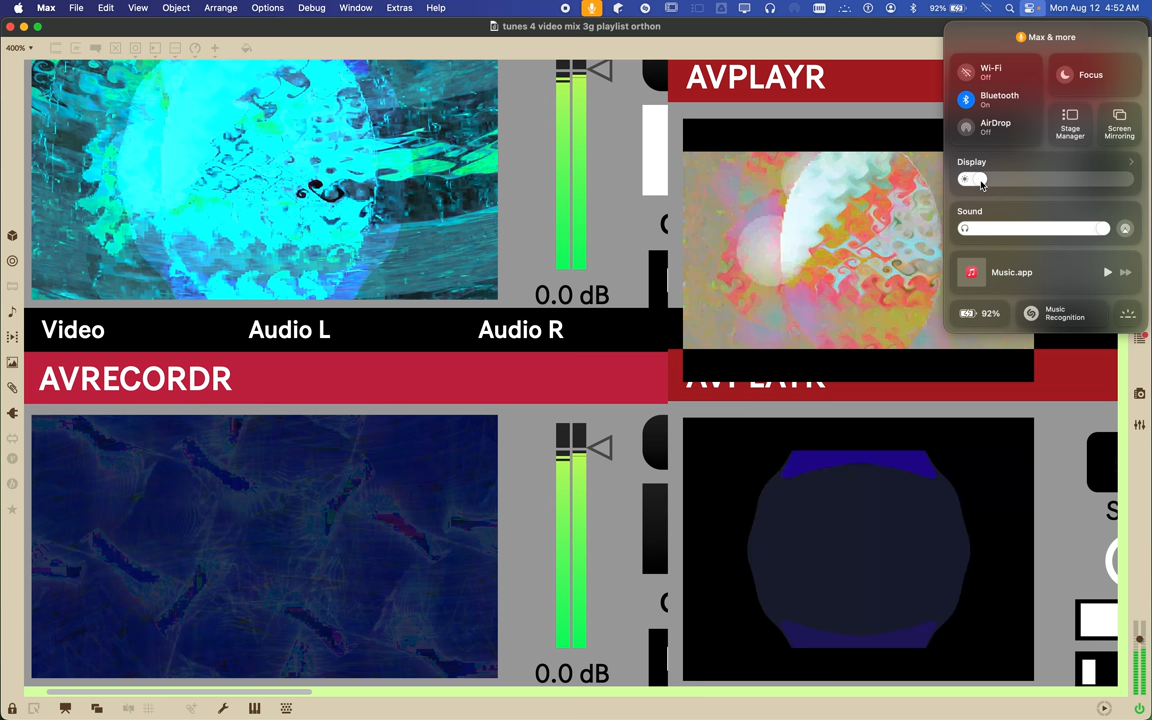 Max File Edit View Object Arrange Options Debug Window Extras Help
92% Mon Aug 12 4:52 AM
tunes 4 video mix 3g playlist orthon
400%
Max & more
Wi-Fi
Off
Bluetooth
On
AirDrop
Off
Focus
Stage
Manager
Screen
Mirroring
Display
Sound
Music.app
92%
Music
Recognition
AVPLAYR
0.0 dB
Video Audio L Audio R
AVRECORDR
AVPLAYR
0.0 dB